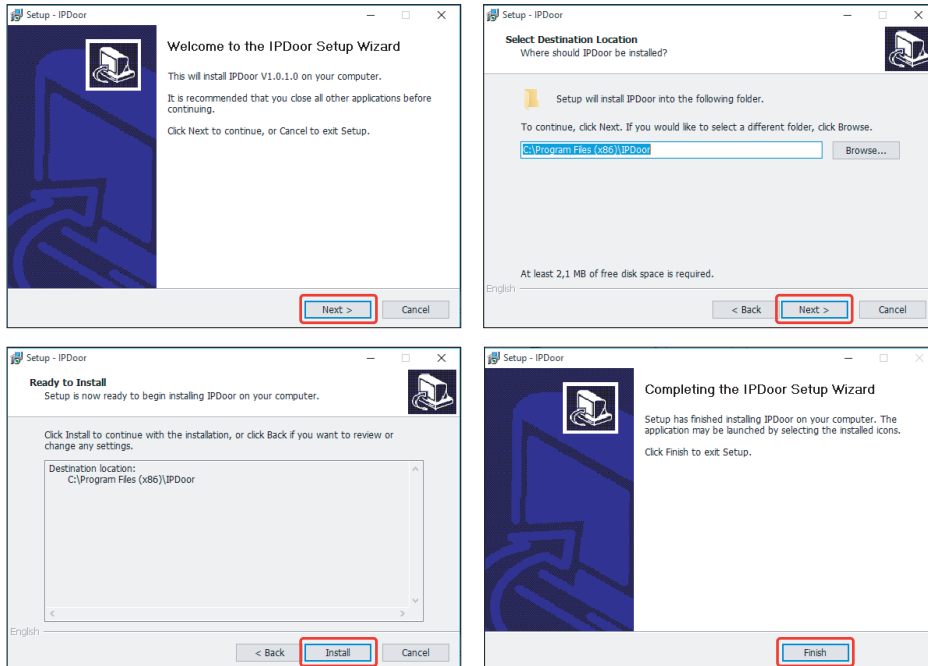 Setup - IPDoor
Welcome to the IPDoor Setup Wizard
This will install IPDoor V1.0.1.0 on your computer.
It is recommended that you close all other applications before
continuing.
Click Next to continue, or Cancel to exit Setup.
Next >
Cancel
Setup - IPDoor
Select Destination Location
Where should IPDoor be installed?
Setup will install IPDoor into the following folder.
To continue, click Next. If you would like to select a different folder, click Browse.
C:\Program Files (x86)\IPDoor
Browse...
At least 2,1 MB of free disk space is required.
English
< Back
Next >
Cancel
Setup - IPDoor
Ready to Install
Setup is now ready to begin installing IPDoor on your computer.
Click Install to continue with the installation, or click Back if you want to review or
change any settings.
Destination location:
C:\Program Files (x86)\IPDoor
English
< Back
Install
Cancel
Setup - IPDoor
Completing the IPDoor Setup Wizard
Setup has finished installing IPDoor on your computer. The
application may be launched by selecting the installed icons.
Click Finish to exit Setup.
Finish